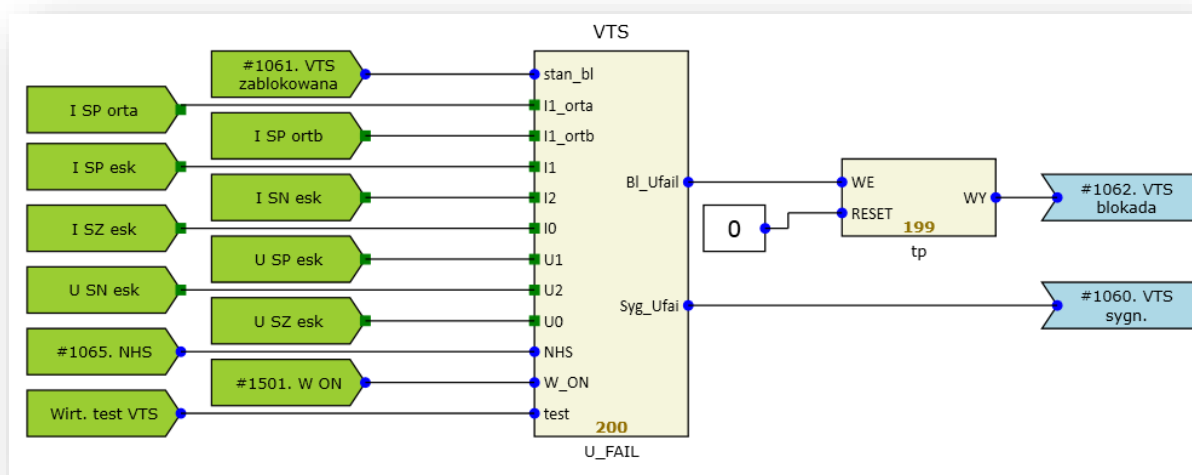 VTS
#1061. VTS
zablokowana
stan_bl
I SP orta
I1_orta
I SP ortb
I1_ortb
I SP esk
I1
Bl_Ufail
WE
WY
#1062. VTS
blokada
I SN esk
I2
0
RESET
199
tp
I SZ esk
I0
U SP esk
U1
U SN esk
U2
Syg_Ufai
#1060. VTS
sygn.
U SZ esk
U0
#1065. NHS
NHS
#1501. W ON
W_ON
Wirt. test VTS
test
200
U_FAIL